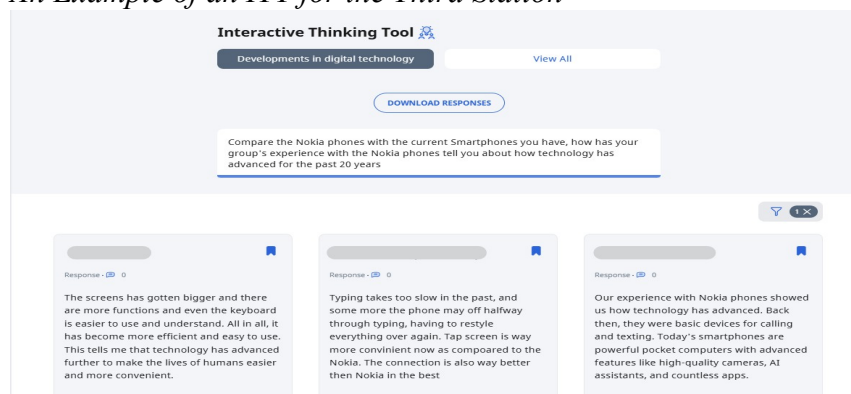 An Example of an ITT for the Third Station
Interactive Thinking Tool
Developments in digital technology
View All
DOWNLOAD RESPONSES
Compare the Nokia phones with the current Smartphones you have, how has your
group's experience with the Nokia phones tell you about how technology has
advanced for the past 20 years
1 X
Response • 0
The screens has gotten bigger and there
are more functions and even the keyboard
is easier to use and understand. All in all, it
has become more efficient and easy to use.
This tells me that technology has advanced
further to make the lives of humans easier
and more convenient.
Response • 0
Typing takes too slow in the past, and
some more the phone may off halfway
through typing, having to restyle
everything over again. Tap screen is way
more convinient now as compoared to the
Nokia. The connection is also way better
then Nokia in the best
Response • 0
Our experience with Nokia phones showed
us how technology has advanced. Back
then, they were basic devices for calling
and texting. Today's smartphones are
powerful pocket computers with advanced
features like high-quality cameras, AI
assistants, and countless apps.